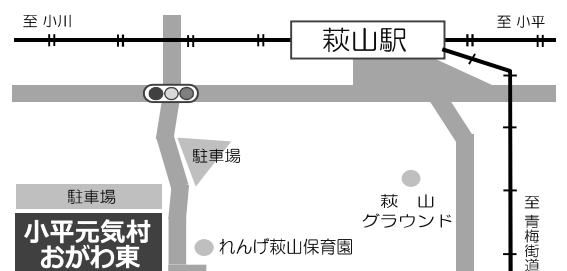 至 小川
至 小平
萩山駅
駐車場
駐車場
萩 山
グラウンド
至 青梅街道
小平元気村
おがわ東
れんげ萩山保育園